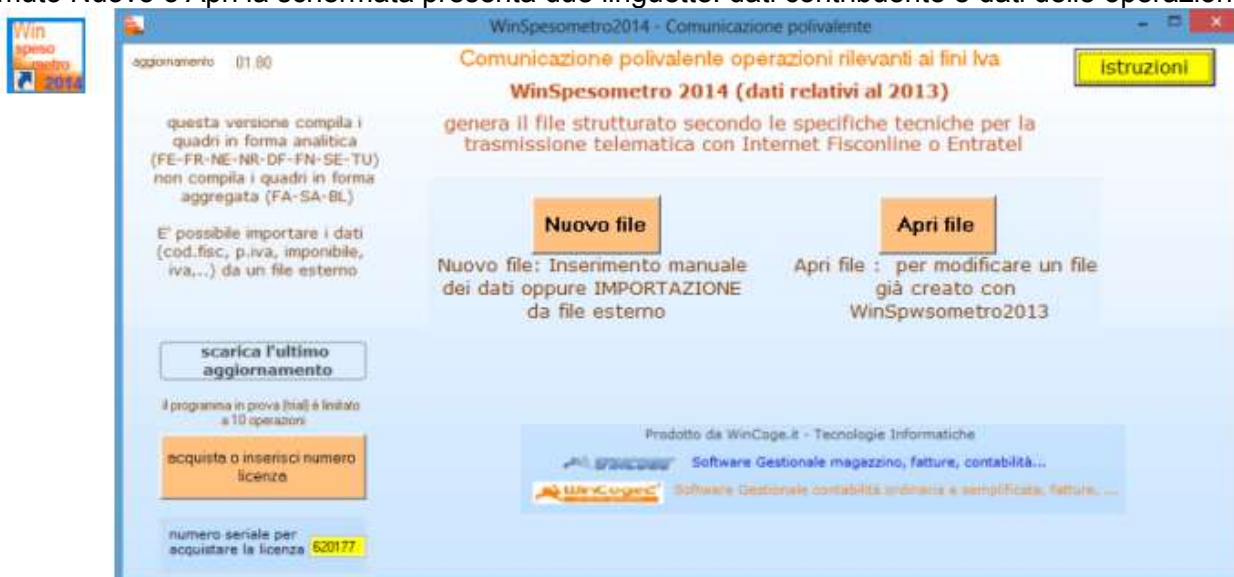 Win
speso
metro
2014
WinSpesometro2014 - Comunicazione polivalente
aggiornamento 01.80
Comunicazione polivalente operazioni rilevanti ai fini Iva
istruzioni
WinSpesometro 2014 (dati relativi al 2013)
genera il file strutturato secondo le specifiche tecniche per la
trasmissione telematica con Internet Fisconline o Entratel
questa versione compila i
quadri in forma analitica
(FE-FR-NE-NR-DF-FN-SE-TU)
non compila i quadri in forma
aggregata (FA-SA-BL)
E' possibile importare i dati
(cod.fisc, p.iva, imponibile,
iva,...) da un file esterno
Nuovo file
Nuovo file: Inserimento manuale
dei dati oppure IMPORTAZIONE
da file esterno
Apri file
Apri file : per modificare un file
già creato con
WinSpwsometro2013
scarica l'ultimo
aggiornamento
il programma in prova (trial) è limitato
a 10 operazioni
acquista o inserisci numero
licenza
numero seriale per
acquistare la licenza 620177
Prodotto da WinCoge.it - Tecnologie Informatiche
Software Gestionale magazzino, fatture, contabilità...
WinCogeC Software Gestionale contabilità ordinaria e semplificata, fatture, ...